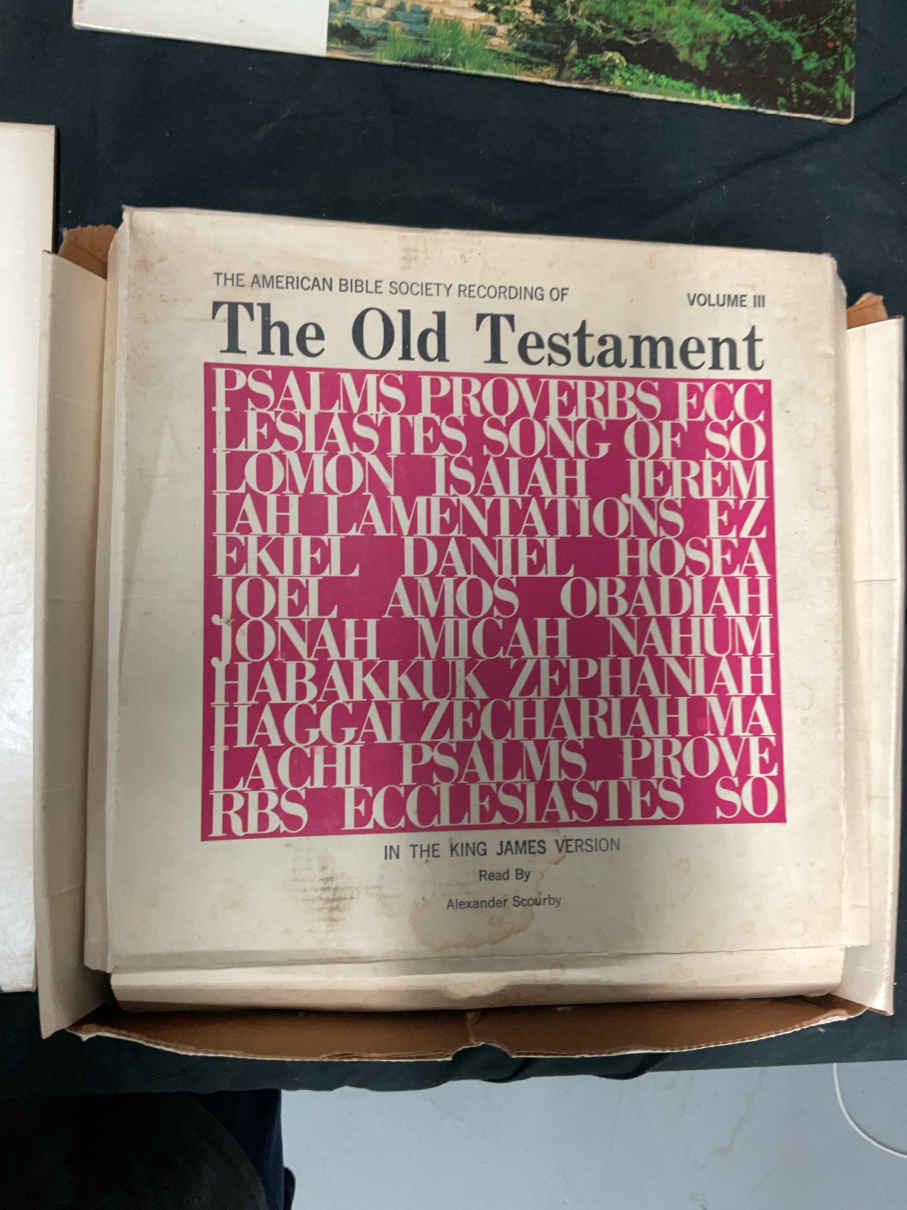 THE AMERICAN BIBLE SOCIETY RECORDING OF VOLUME III
The Old Testament
PSALMS PROVERBS ECC
LESIASTES SONG OF SO
LOMON ISAIAH JEREM
IAH LAMENTATIONS EZ
EKIEL DANIEL HOSEA
JOEL AMOS OBADIAH
JONAH MICAH NAHUM
HABAKKUK ZEPHANIAH
HAGGAI ZECHARIAH MA
LACHI PSALMS PROVE
RBS ECCLESIASTES SO
IN THE KING JAMES VERSION
Read By
Alexander Scourby